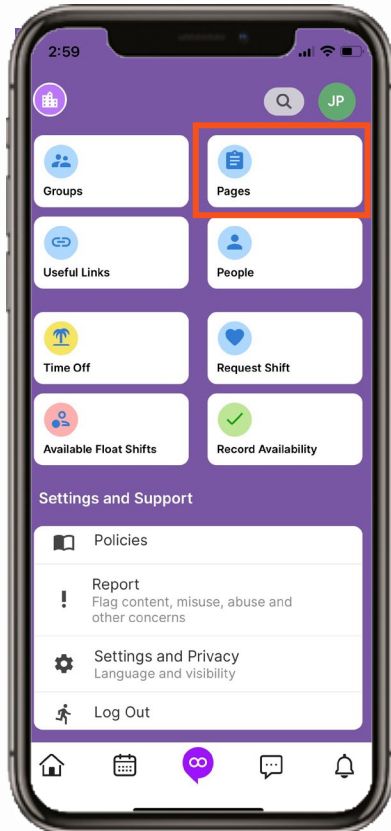 2:59
JP
Groups
Pages
Useful Links
People
Time Off
Request Shift
Available Float Shifts
Record Availability
Settings and Support
Policies
Report
Flag content, misuse, abuse and
other concerns
Settings and Privacy
Language and visibility
Log Out